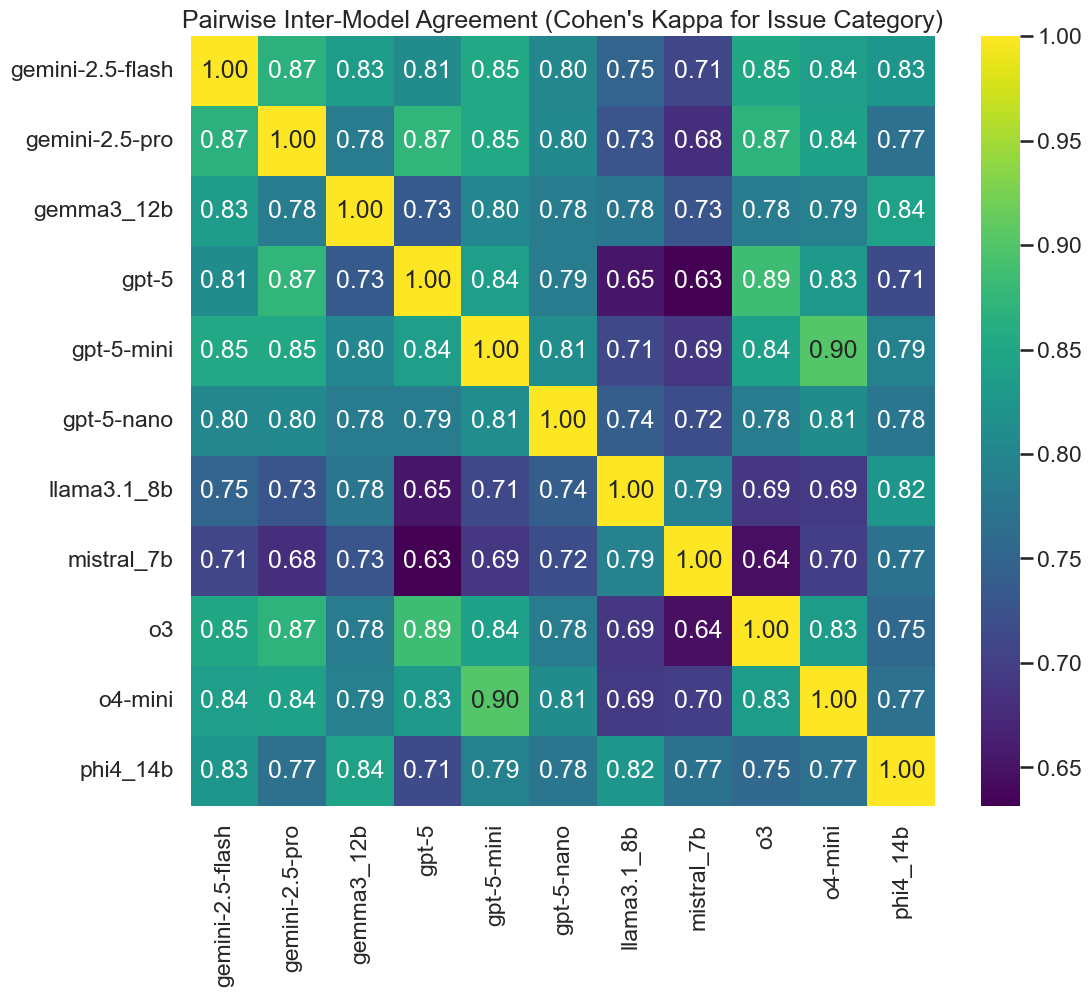 Pairwise Inter-Model Agreement (Cohen's Kappa for Issue Category)
gemini-2.5-flash 1.00 0.87 0.83 0.81 0.85 0.80 0.75 0.71 0.85 0.84 0.83
gemini-2.5-pro 0.87 1.00 0.78 0.87 0.85 0.80 0.73 0.68 0.87 0.84 0.77
gemma3_12b 0.83 0.78 1.00 0.73 0.80 0.78 0.78 0.73 0.78 0.79 0.84
gpt-5 0.81 0.87 0.73 1.00 0.84 0.79 0.65 0.63 0.89 0.83 0.71
gpt-5-mini 0.85 0.85 0.80 0.84 1.00 0.81 0.71 0.69 0.84 0.90 0.79
gpt-5-nano 0.80 0.80 0.78 0.79 0.81 1.00 0.74 0.72 0.78 0.81 0.78
llama3.1_8b 0.75 0.73 0.78 0.65 0.71 0.74 1.00 0.79 0.69 0.69 0.82
mistral_7b 0.71 0.68 0.73 0.63 0.69 0.72 0.79 1.00 0.64 0.70 0.77
o3 0.85 0.87 0.78 0.89 0.84 0.78 0.69 0.64 1.00 0.83 0.75
o4-mini 0.84 0.84 0.79 0.83 0.90 0.81 0.69 0.70 0.83 1.00 0.77
phi4_14b 0.83 0.77 0.84 0.71 0.79 0.78 0.82 0.77 0.75 0.77 1.00
gemini-2.5-flash
gemini-2.5-pro
gemma3_12b
gpt-5
gpt-5-mini
gpt-5-nano
llama3.1_8b
mistral_7b
o3
o4-mini
phi4_14b
1.00
0.95
0.90
0.85
0.80
0.75
0.70
0.65